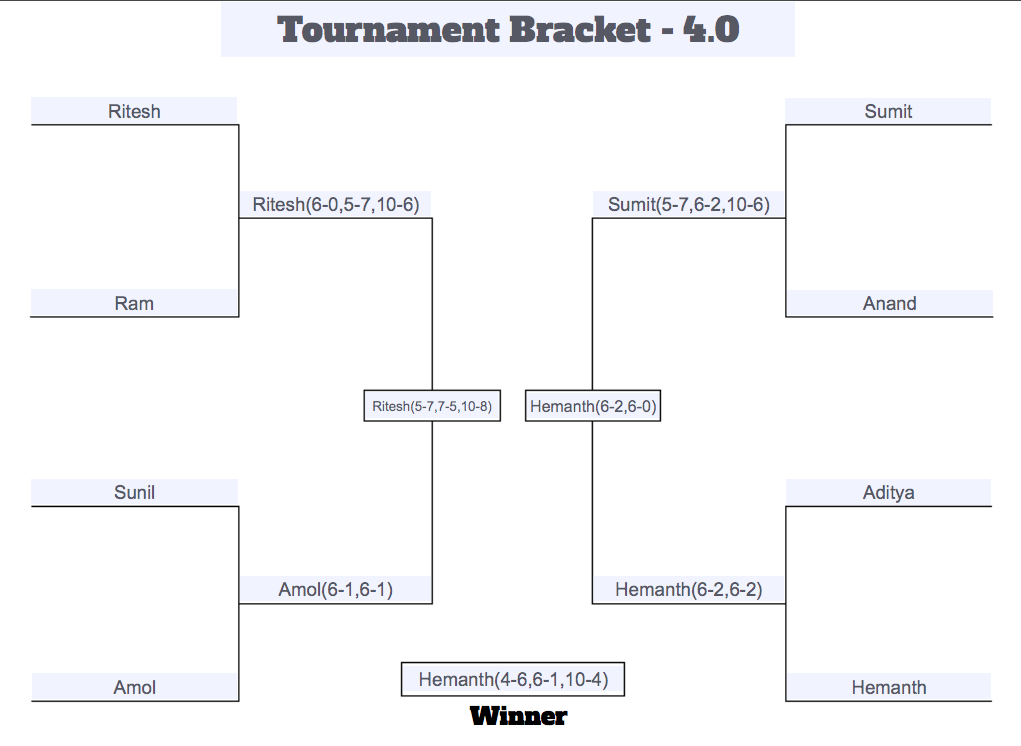 Tournament Bracket - 4.0
Ritesh
Sumit
Ritesh(6-0,5-7,10-6)
Sumit(5-7,6-2,10-6)
Ram
Anand
Ritesh(5-7,7-5,10-8)
Hemanth(6-2,6-0)
Sunil
Aditya
Amol(6-1,6-1)
Hemanth(6-2,6-2)
Amol
Hemanth
Hemanth(4-6,6-1,10-4)
Winner